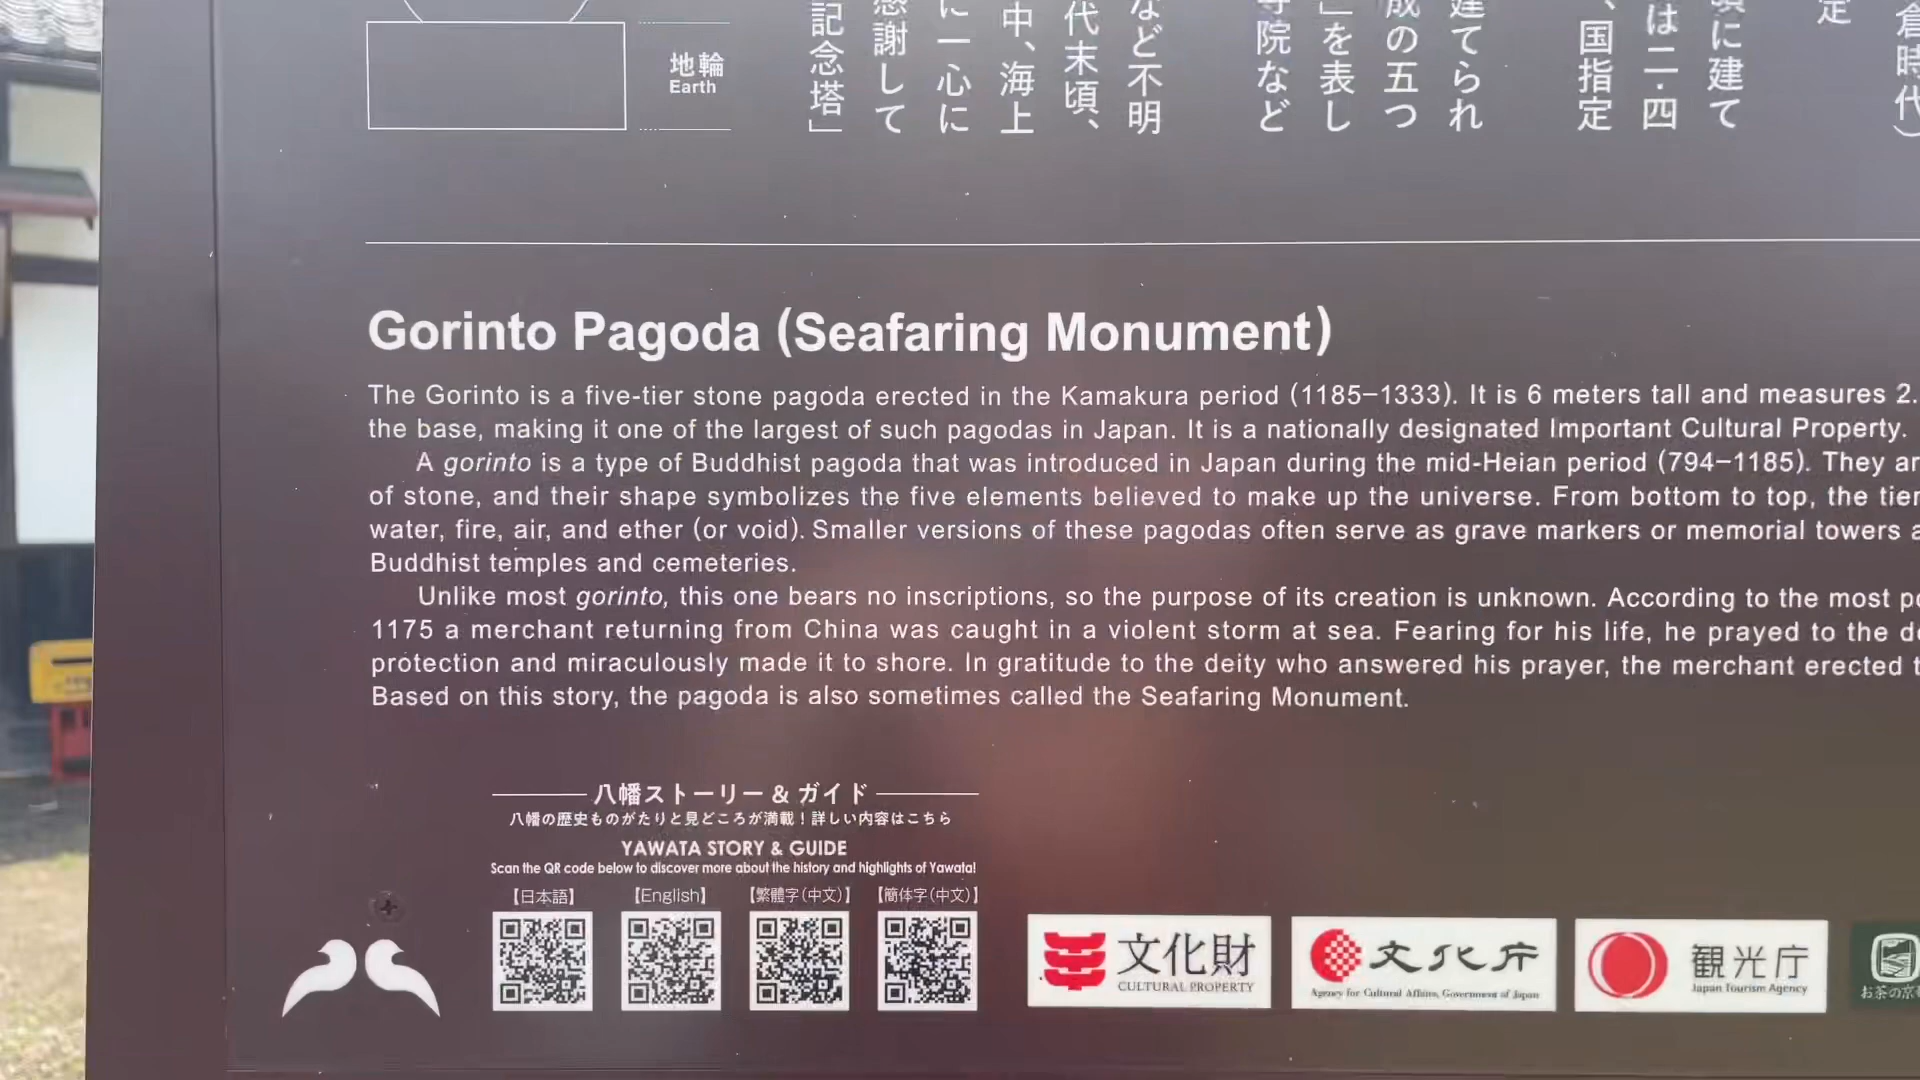 地輪
Earth
倉時代）
定
頃に建て
は二・四
、国指定
建てられ
成の五つ
」を表し
寺院など
など不明
代末頃、
中、海上
に一心に
感謝して
記念塔」
Gorinto Pagoda (Seafaring Monument)
The Gorinto is a five-tier stone pagoda erected in the Kamakura period (1185–1333). It is 6 meters tall and measures 2.
the base, making it one of the largest of such pagodas in Japan. It is a nationally designated Important Cultural Property.
A gorinto is a type of Buddhist pagoda that was introduced in Japan during the mid-Heian period (794–1185). They ar
of stone, and their shape symbolizes the five elements believed to make up the universe. From bottom to top, the tier
water, fire, air, and ether (or void). Smaller versions of these pagodas often serve as grave markers or memorial towers a
Buddhist temples and cemeteries.
Unlike most gorinto, this one bears no inscriptions, so the purpose of its creation is unknown. According to the most po
1175 a merchant returning from China was caught in a violent storm at sea. Fearing for his life, he prayed to the de
protection and miraculously made it to shore. In gratitude to the deity who answered his prayer, the merchant erected t
Based on this story, the pagoda is also sometimes called the Seafaring Monument.
八幡ストーリー & ガイド
八幡の歴史ものがたりと見どころが満載！詳しい内容はこちら
YAWATA STORY & GUIDE
Scan the QR code below to discover more about the history and highlights of Yawata!
【日本語】 【English】 【繁體字(中文)】 【簡体字(中文)】
文化財
CULTURAL PROPERTY
文化庁
Agency for Cultural Affairs, Government of Japan
観光庁
Japan Tourism Agency
お茶の京